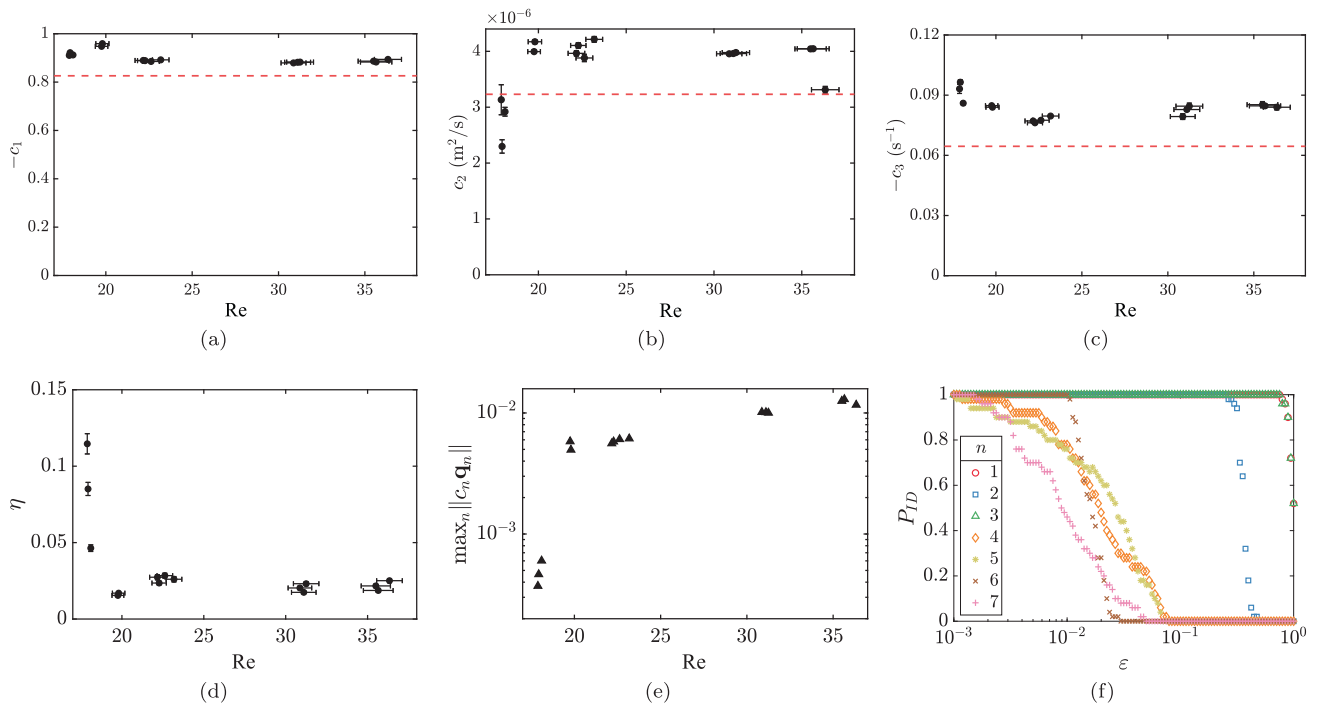 1
0.8
0.6
0.4
0.2
0
−c₁
20 25 30 35
Re
(a)
×10⁻⁶
4
3
2
1
0
c₂ (m²/s)
20 25 30 35
Re
(b)
0.12
0.09
0.06
0.03
0
−c₃ (s⁻¹)
20 25 30 35
Re
(c)
0.15
0.1
0.05
0
η
20 25 30 35
Re
(d)
10⁻²
10⁻³
maxₙ‖cₙqₙ‖
20 25 30 35
Re
(e)
1
0.8
0.6
0.4
0.2
0
P_ID
n
1
2
3
4
5
6
7
10⁻³ 10⁻² 10⁻¹ 10⁰
ε
(f)